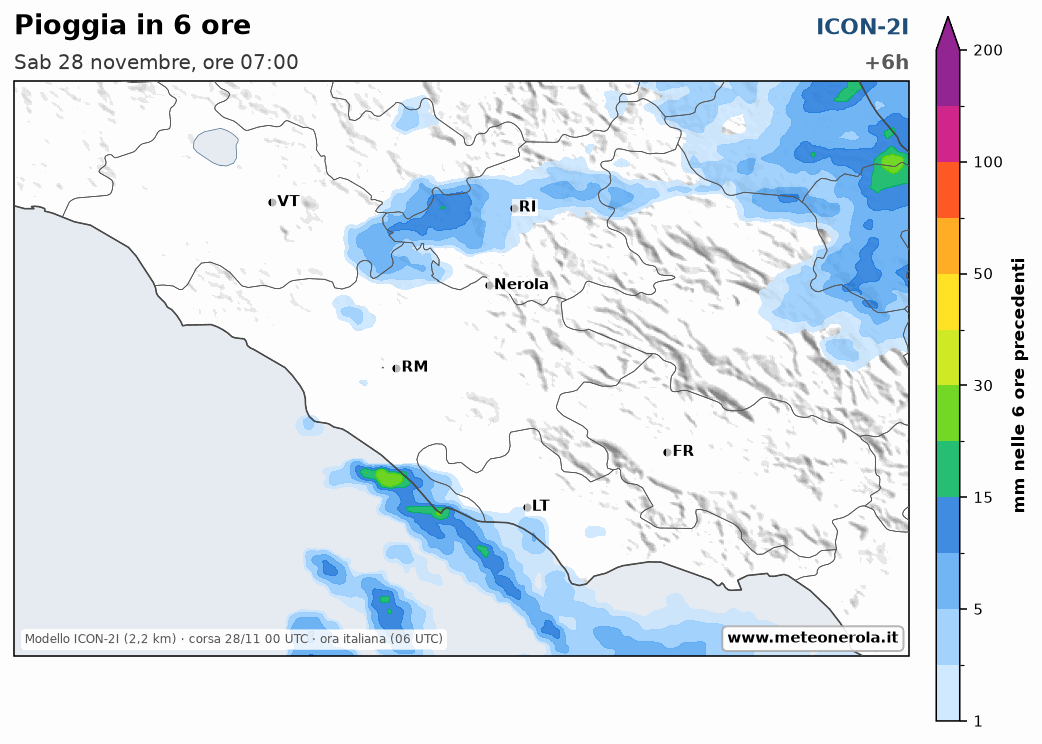 Pioggia in 6 ore
ICON-2I
Sab 28 novembre, ore 07:00
+6h
VT
RI
Nerola
RM
FR
LT
Modello ICON-2I (2,2 km) · corsa 28/11 00 UTC · ora italiana (06 UTC)
www.meteonerola.it
200
100
50
30
15
5
1
mm nelle 6 ore precedenti